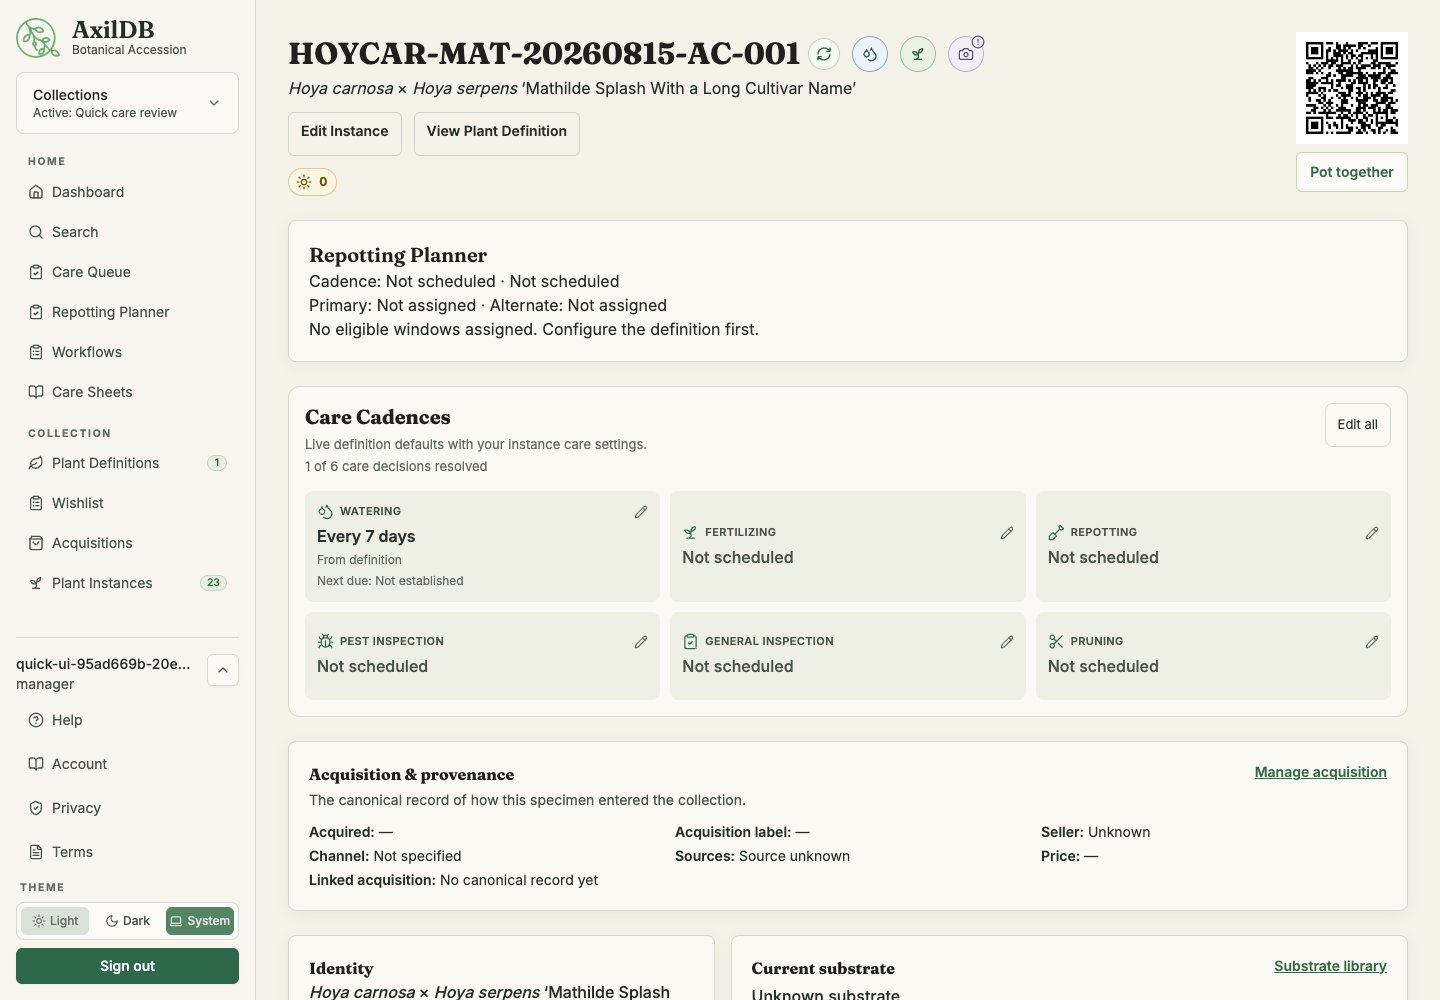 AxilDB
Botanical Accession
Collections
Active: Quick care review
HOME
Dashboard
Search
Care Queue
Repotting Planner
Workflows
Care Sheets
COLLECTION
Plant Definitions 1
Wishlist
Acquisitions
Plant Instances 23
quick-ui-95ad669b-20e...
manager
Help
Account
Privacy
Terms
THEME
Light Dark System
Sign out
HOYCAR-MAT-20260815-AC-001
Hoya carnosa × Hoya serpens ‘Mathilde Splash With a Long Cultivar Name’
Edit Instance View Plant Definition
0
Pot together
Repotting Planner
Cadence: Not scheduled · Not scheduled
Primary: Not assigned · Alternate: Not assigned
No eligible windows assigned. Configure the definition first.
Care Cadences
Edit all
Live definition defaults with your instance care settings.
1 of 6 care decisions resolved
WATERING
Every 7 days
From definition
Next due: Not established
FERTILIZING
Not scheduled
REPOTTING
Not scheduled
PEST INSPECTION
Not scheduled
GENERAL INSPECTION
Not scheduled
PRUNING
Not scheduled
Acquisition & provenance
Manage acquisition
The canonical record of how this specimen entered the collection.
Acquired: — Acquisition label: — Seller: Unknown
Channel: Not specified Sources: Source unknown Price: —
Linked acquisition: No canonical record yet
Identity
Hoya carnosa × Hoya serpens ‘Mathilde Splash
Current substrate
Substrate library
Unknown substrate